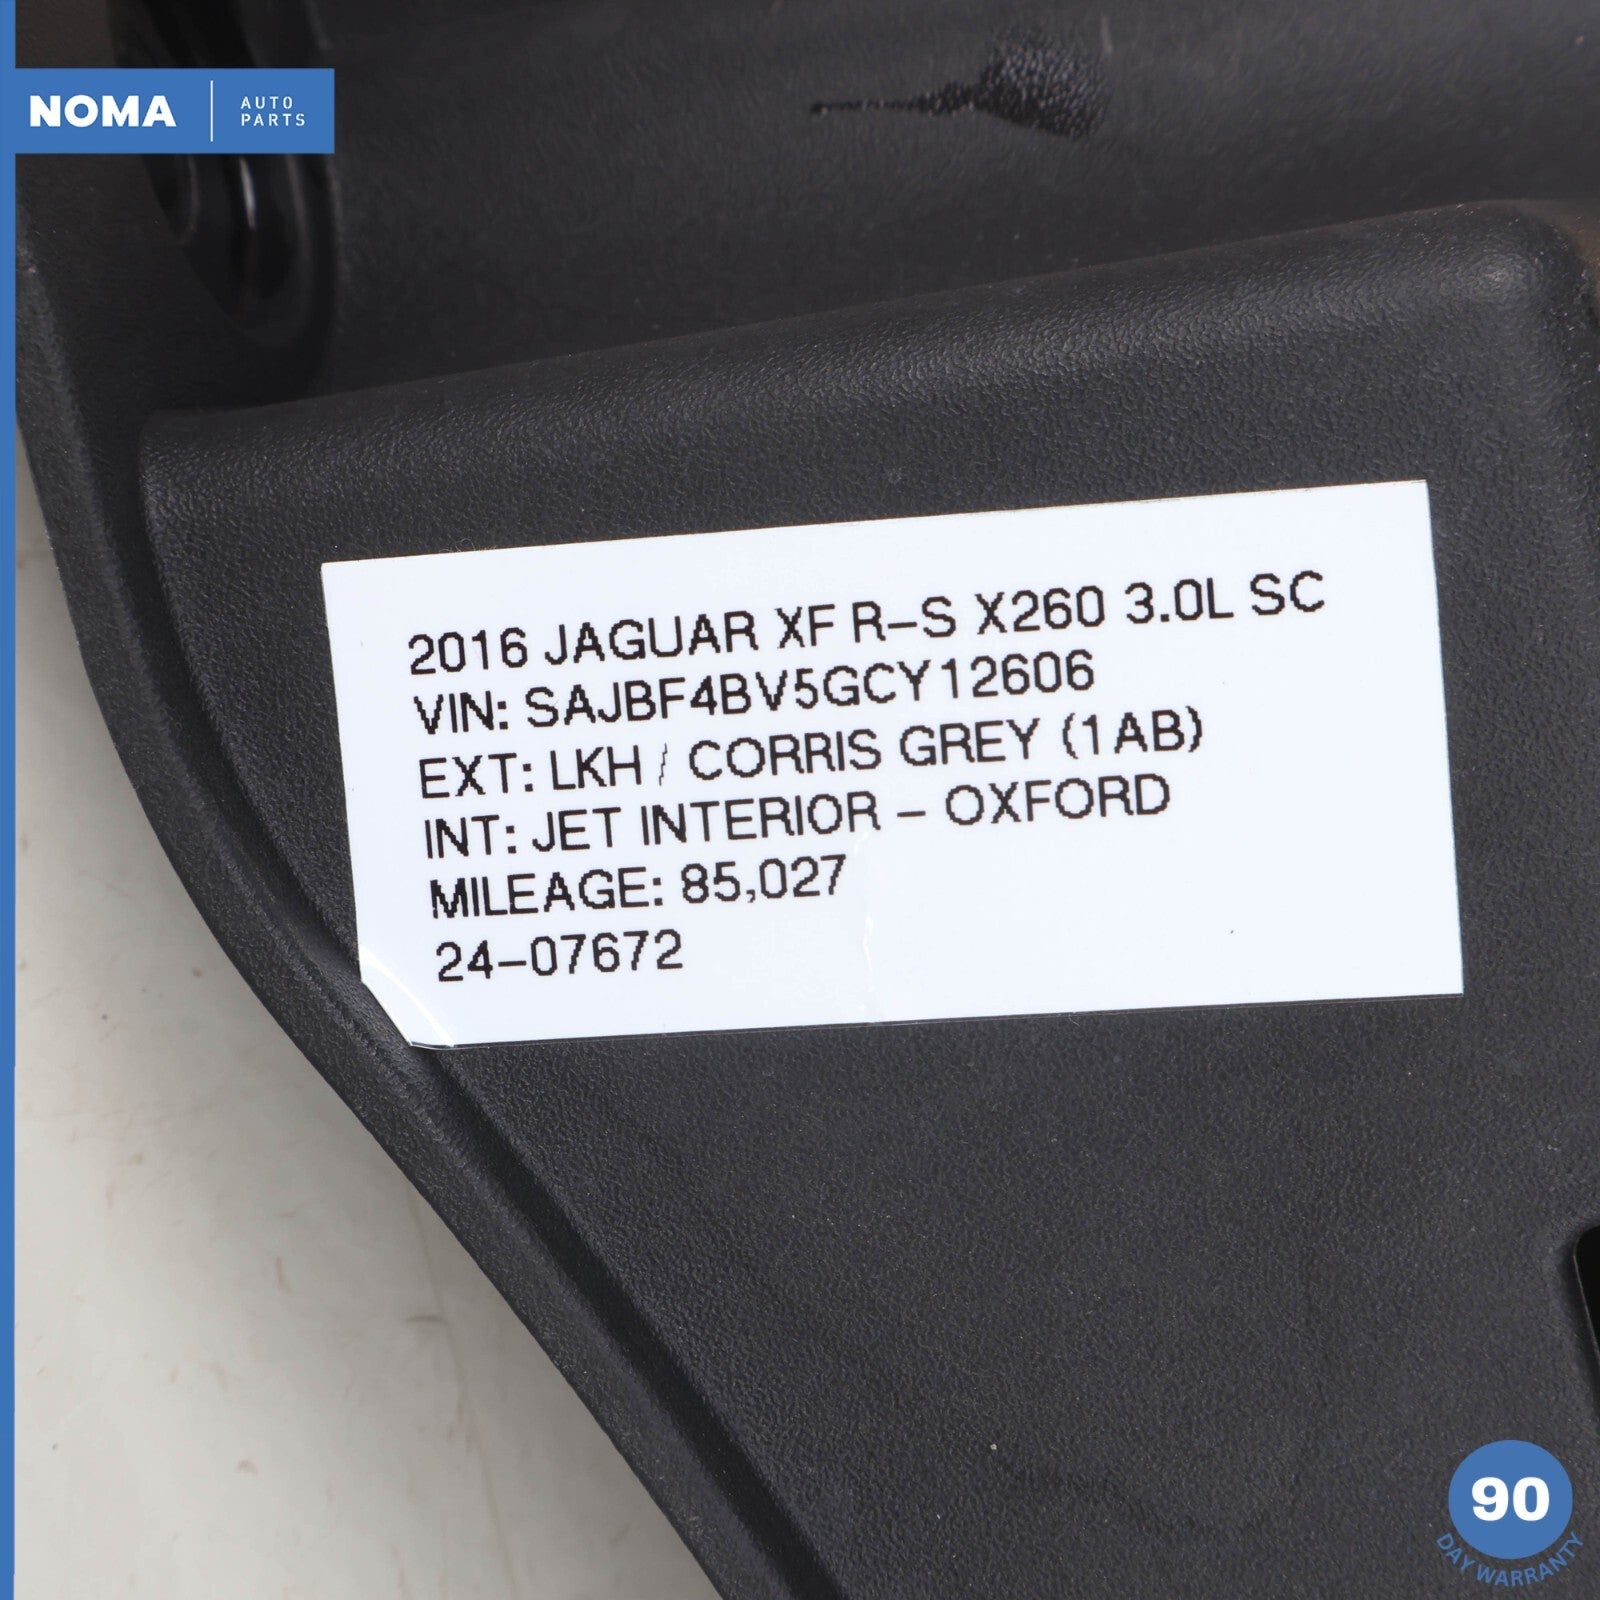 NOMA
AUTO
PARTS
2016 JAGUAR XF R-S X260 3.0L SC
VIN: SAJBF4BV5GCY12606
EXT: LKH / CORRIS GREY (1AB)
INT: JET INTERIOR - OXFORD
MILEAGE: 85,027
24-07672
90
DAY WARRANTY